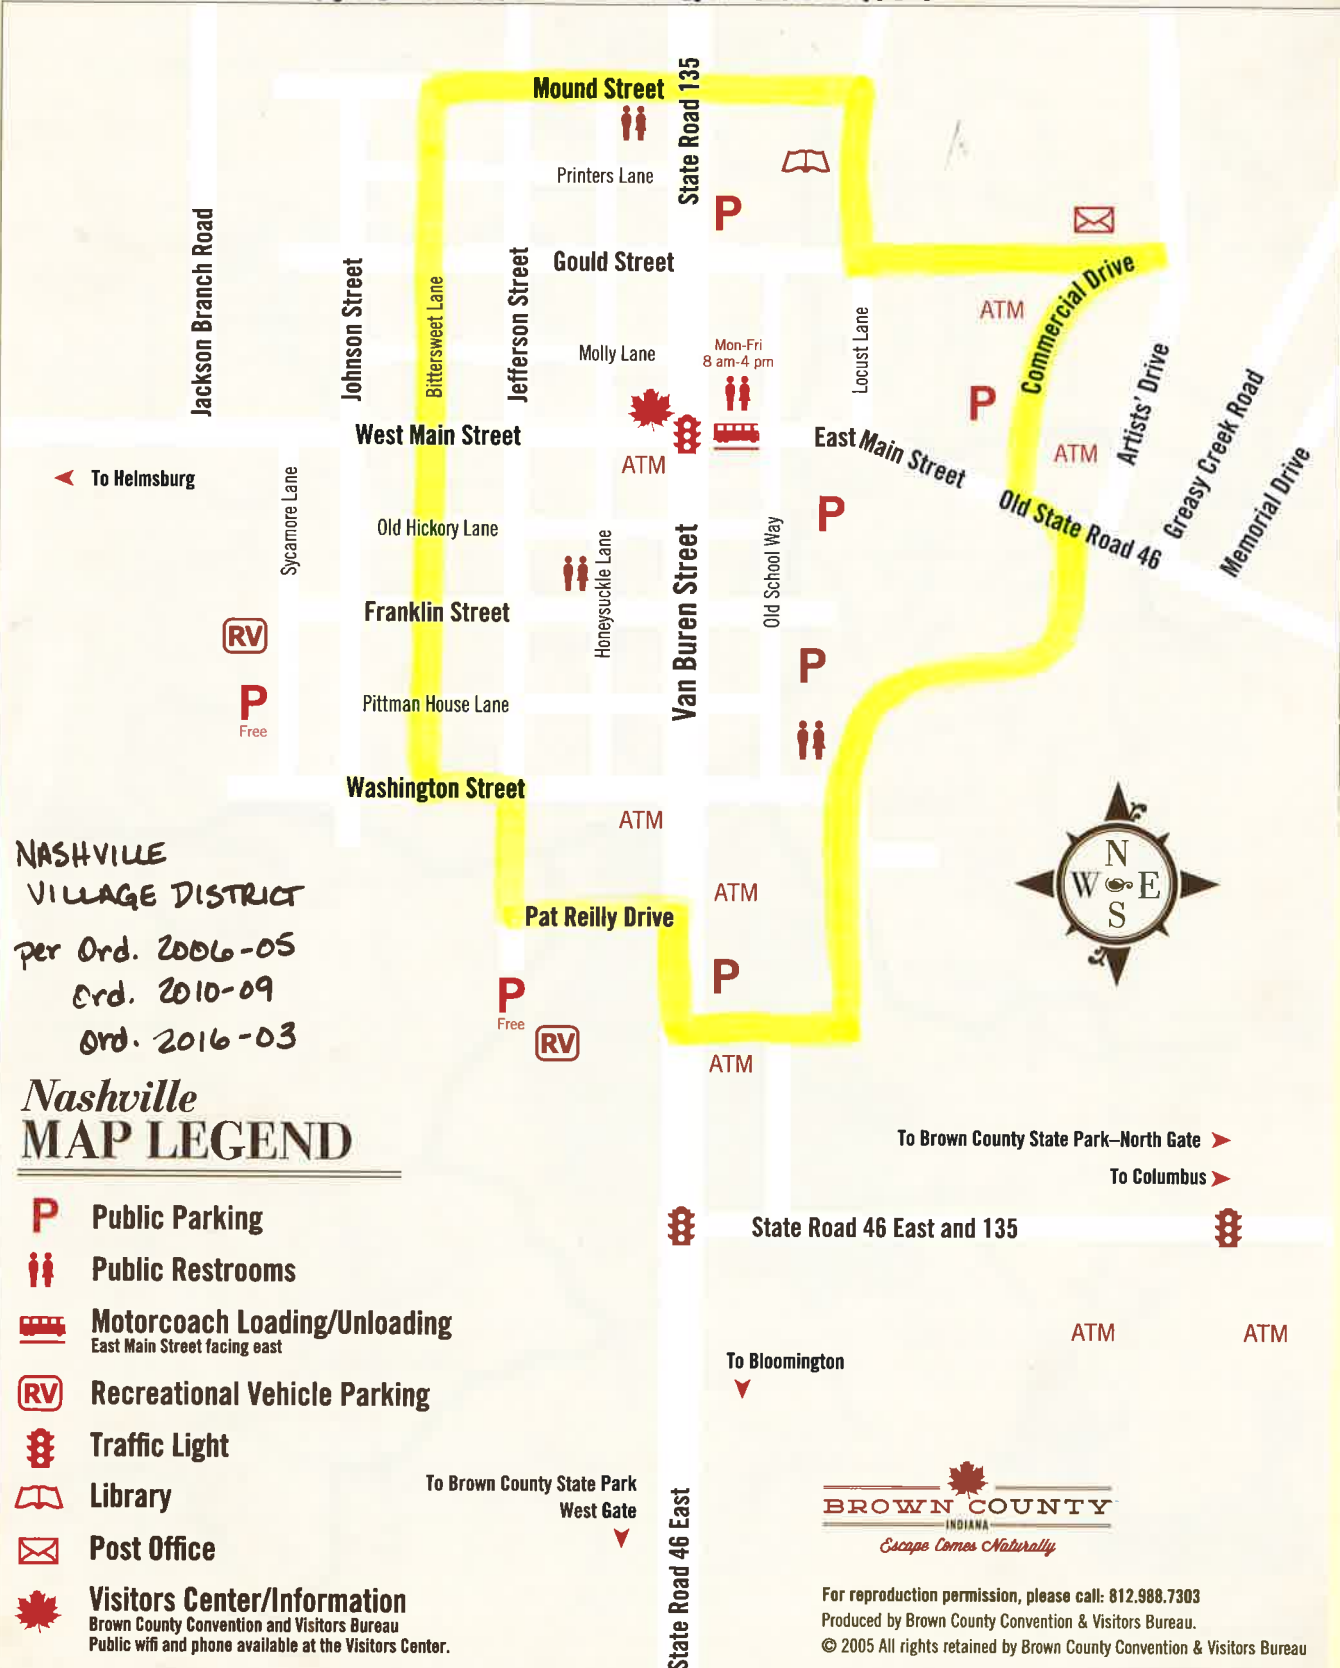 Mound Street
State Road 135
Printers Lane
P
Gould Street
Jackson Branch Road
Johnson Street
Bittersweet Lane
Jefferson Street
Molly Lane
Mon-Fri
8 am-4 pm
Locust Lane
ATM
Commercial Drive
P
Artists' Drive
Greasy Creek Road
Memorial Drive
West Main Street
East Main Street
ATM
ATM
Old State Road 46
To Helmsburg
Sycamore Lane
Old Hickory Lane
Honeysuckle Lane
Van Buren Street
Old School Way
P
Franklin Street
RV
P
Free
P
Pittman House Lane
Washington Street
ATM
ATM
Pat Reilly Drive
P
P
Free
RV
ATM
N
W E
S
NASHVILLE
VILLAGE DISTRICT
per Ord. 2006-05
Ord. 2010-09
Ord. 2016-03
Nashville
MAP LEGEND
P Public Parking
Public Restrooms
Motorcoach Loading/Unloading
East Main Street facing east
RV Recreational Vehicle Parking
Traffic Light
Library
Post Office
Visitors Center/Information
Brown County Convention and Visitors Bureau
Public wifi and phone available at the Visitors Center.
To Brown County State Park–North Gate
To Columbus
State Road 46 East and 135
ATM
ATM
To Bloomington
To Brown County State Park
West Gate
State Road 46 East
BROWN COUNTY
INDIANA
Escape Comes Naturally
For reproduction permission, please call: 812.988.7303
Produced by Brown County Convention & Visitors Bureau.
© 2005 All rights retained by Brown County Convention & Visitors Bureau